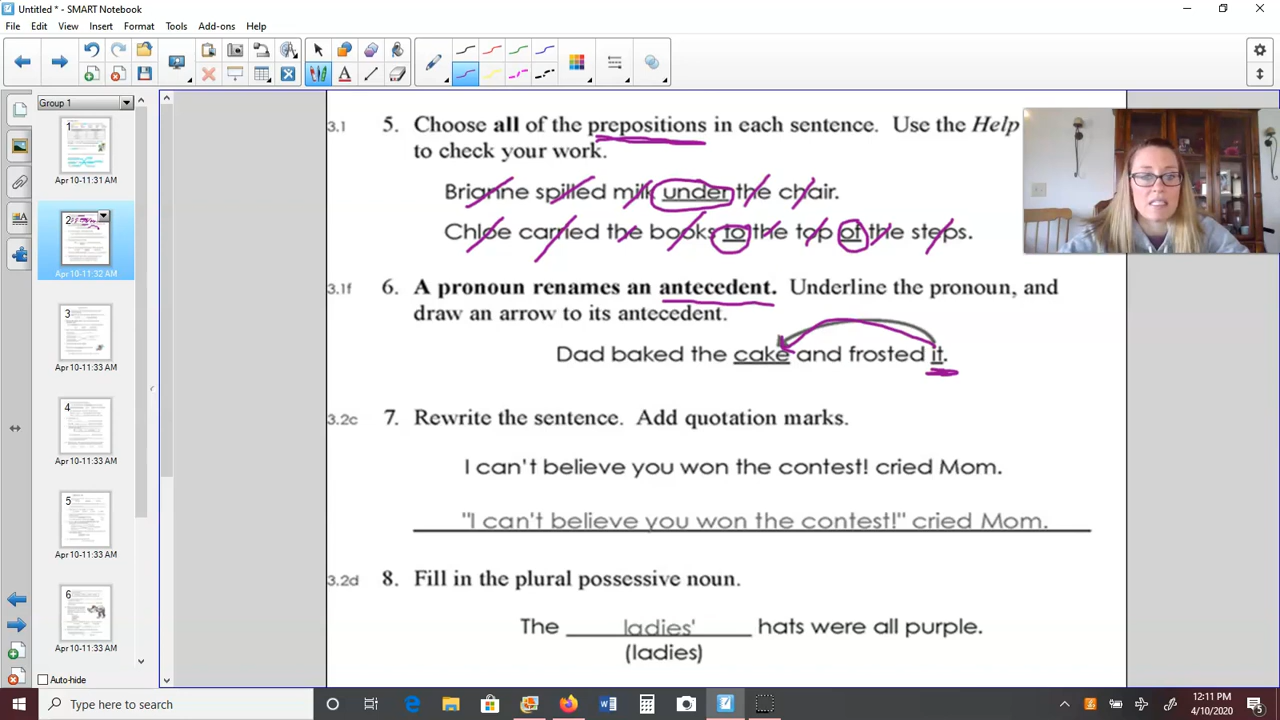 Untitled * - SMART Notebook
File Edit View Insert Format Tools Add-ons Help
Group 1
1
Apr 10-11:31 AM
2
Apr 10-11:32 AM
3
Apr 10-11:33 AM
4
Apr 10-11:33 AM
5
Apr 10-11:33 AM
6
Apr 10-11:33 AM
Auto-hide
3.1 5. Choose all of the prepositions in each sentence. Use the Help
to check your work.
Brianne spilled milk under the chair.
Chloe carried the books to the top of the steps.
3.1f 6. A pronoun renames an antecedent. Underline the pronoun, and
draw an arrow to its antecedent.
Dad baked the cake and frosted it.
3.2c 7. Rewrite the sentence. Add quotation marks.
I can't believe you won the contest! cried Mom.
"I can't believe you won the contest!" cried Mom.
3.2d 8. Fill in the plural possessive noun.
The ladies' hats were all purple.
(ladies)
Type here to search
12:11 PM
4/10/2020
5